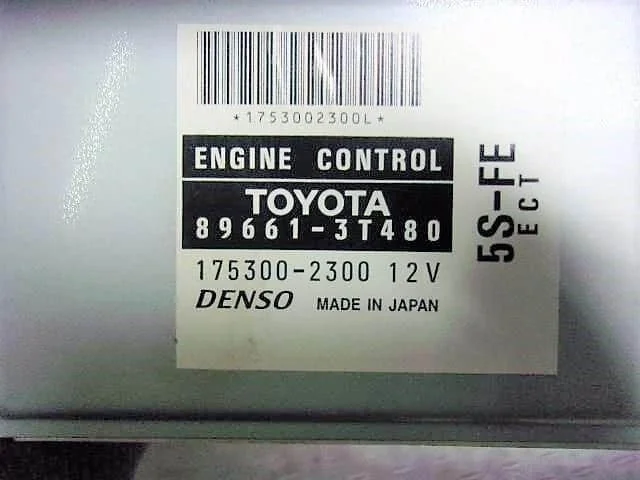 *1753002300L*
ENGINE CONTROL
TOYOTA
89661-3T480
175300-2300 12V
DENSO MADE IN JAPAN
5S-FE
ECT